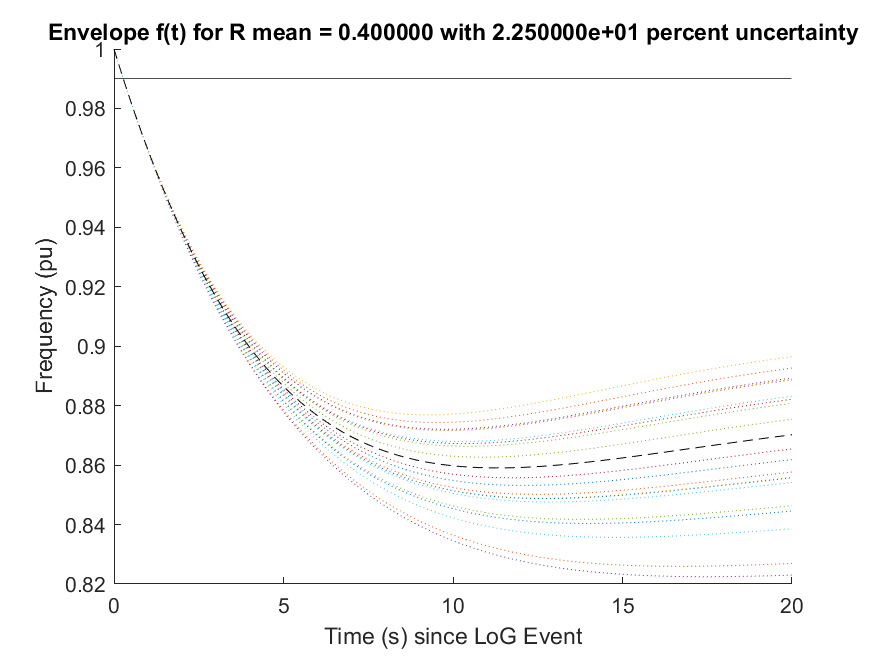 Envelope f(t) for R mean = 0.400000 with 2.250000e+01 percent uncertainty
1
0.98
0.96
0.94
0.92
0.9
0.88
0.86
0.84
0.82
Frequency (pu)
0 5 10 15 20
Time (s) since LoG Event